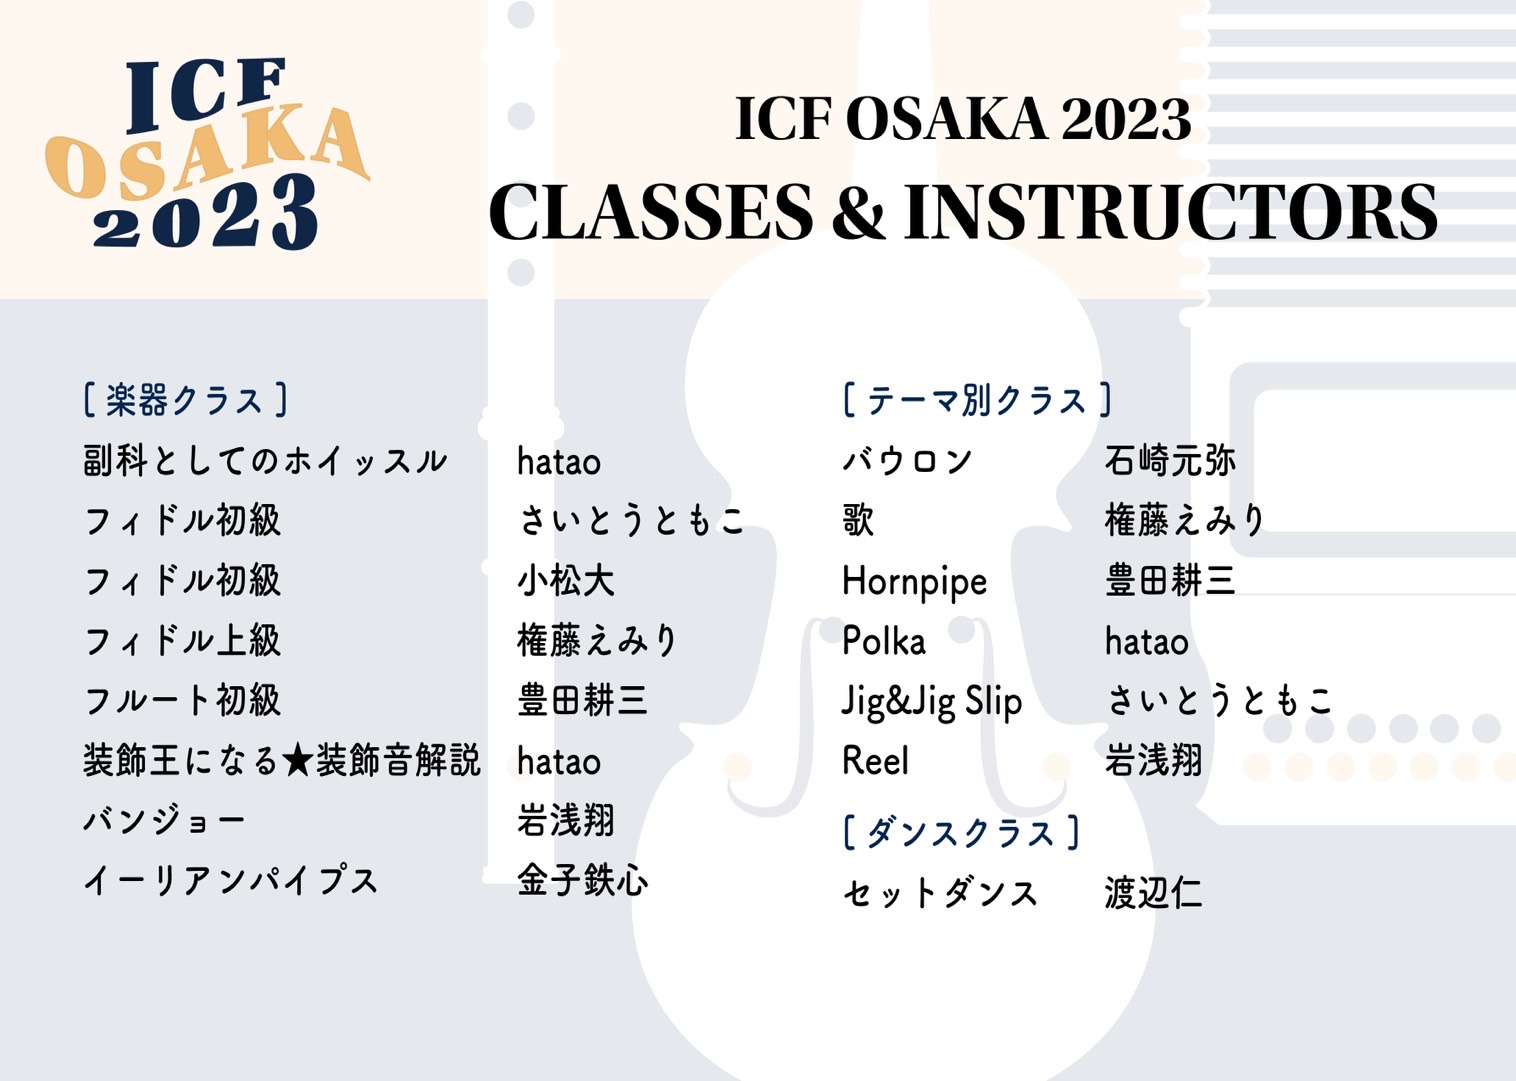 ICF
OSAKA
2023
ICF OSAKA 2023
CLASSES & INSTRUCTORS
[ 楽器クラス ]
副科としてのホイッスル hatao
フィドル初級 さいとうともこ
フィドル初級 小松大
フィドル上級 権藤えみり
フルート初級 豊田耕三
装飾王になる★装飾音解説 hatao
バンジョー 岩浅翔
イーリアンパイプス 金子鉄心
[ テーマ別クラス ]
バウロン 石崎元弥
歌 権藤えみり
Hornpipe 豊田耕三
Polka hatao
Jig&Jig Slip さいとうともこ
Reel 岩浅翔
[ ダンスクラス ]
セットダンス 渡辺仁